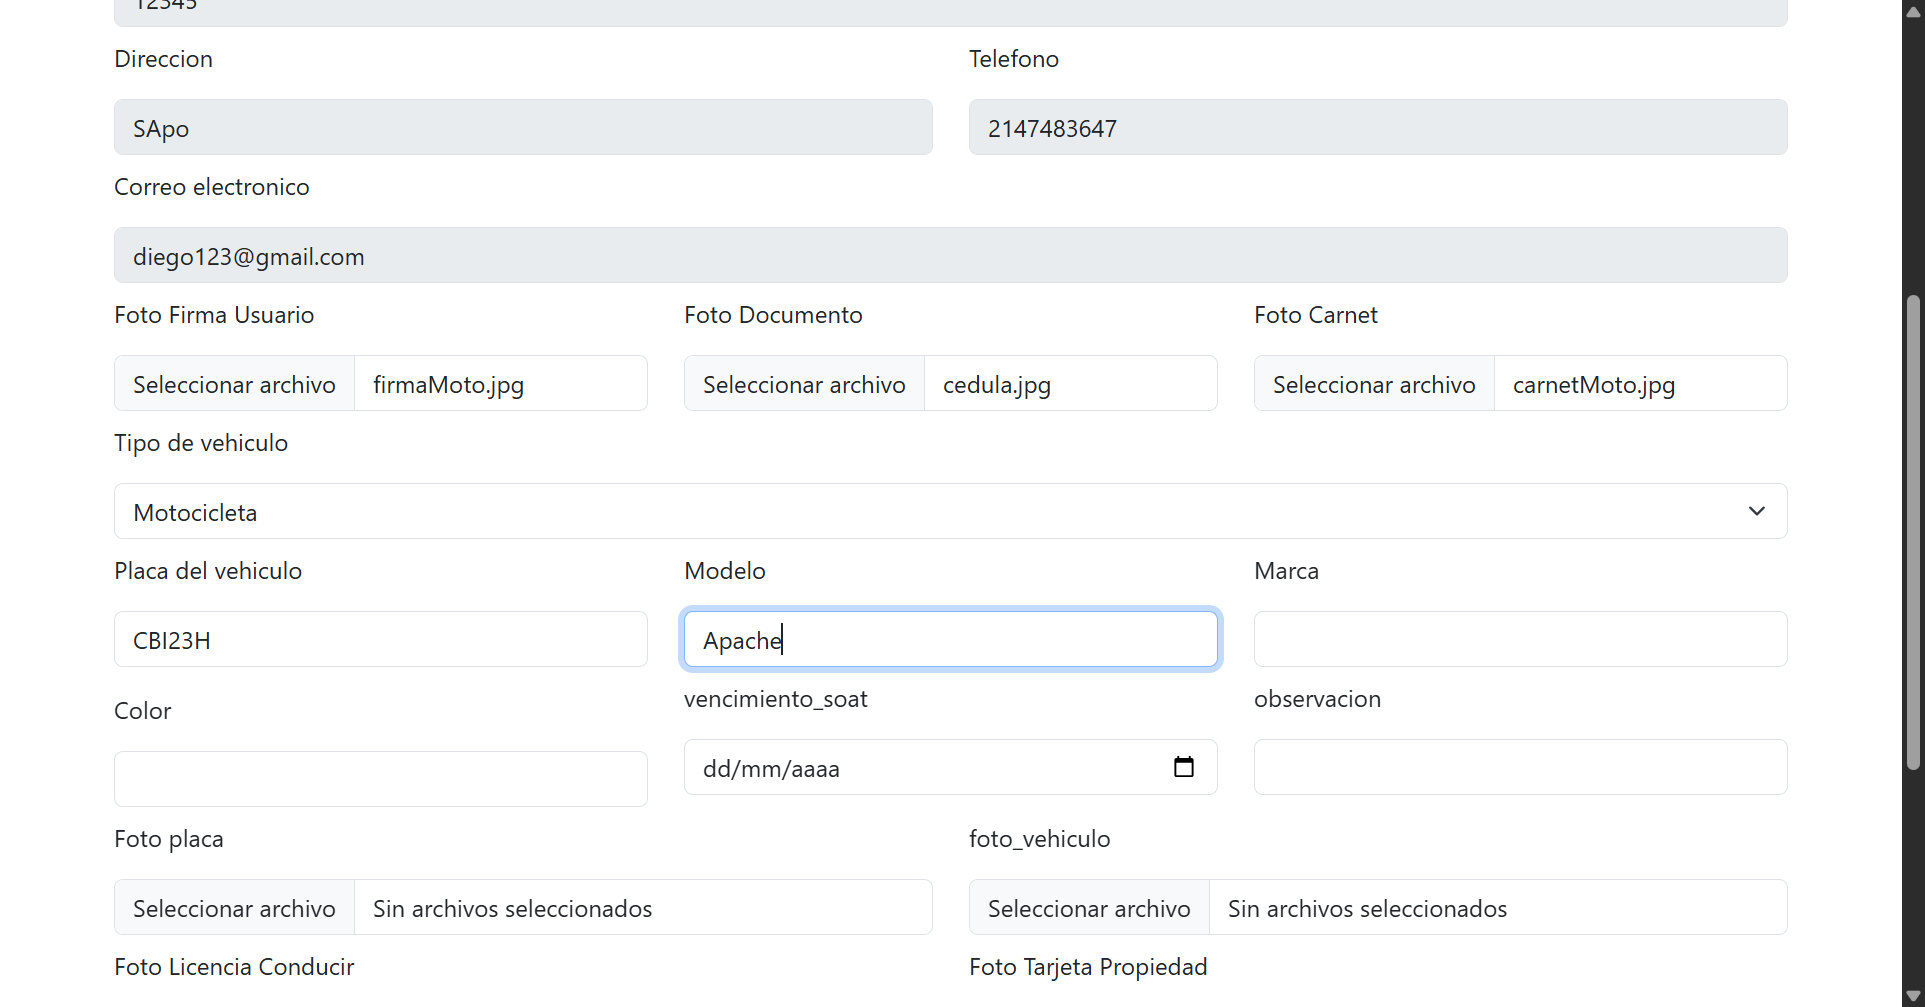 12345
Direccion Telefono
SApo 2147483647
Correo electronico
diego123@gmail.com
Foto Firma Usuario Foto Documento Foto Carnet
Seleccionar archivo firmaMoto.jpg Seleccionar archivo cedula.jpg Seleccionar archivo carnetMoto.jpg
Tipo de vehiculo
Motocicleta
Placa del vehiculo Modelo Marca
CBI23H Apache
Color vencimiento_soat observacion
dd/mm/aaaa
Foto placa foto_vehiculo
Seleccionar archivo Sin archivos seleccionados Seleccionar archivo Sin archivos seleccionados
Foto Licencia Conducir Foto Tarjeta Propiedad